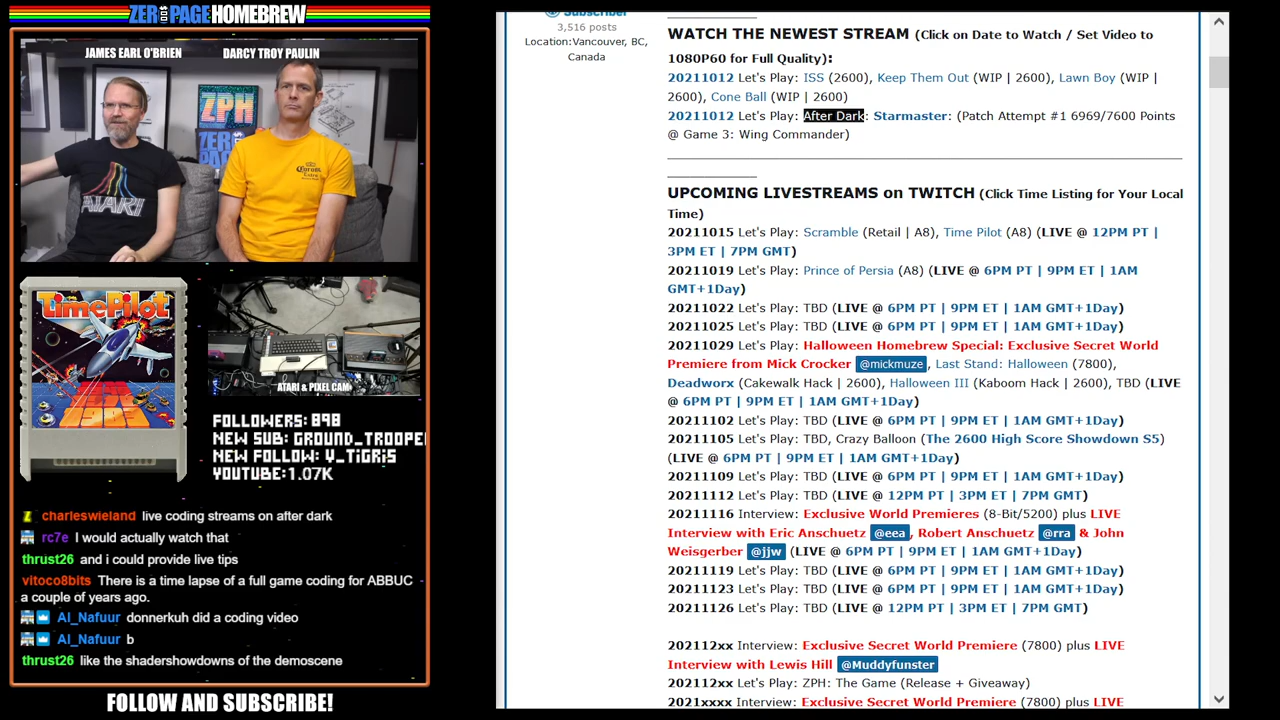 ZERO PAGE HOMEBREW
JAMES EARL O'BRIEN
DARCY TROY PAULIN
ZPH
ATARI
Corona
Extra
TimePilot
ATARI & PIXEL CAM
FOLLOWERS: 898
NEW SUB: GROUND_TROOPER
NEW FOLLOW: V_TiGRiS
YOUTUBE: 1.07K
charleswieland live coding streams on after dark
rc7e I would actually watch that
thrust26 and i could provide live tips
vitoco8bits There is a time lapse of a full game coding for ABBUC
a couple of years ago.
Al_Nafuur donnerkuh did a coding video
Al_Nafuur b
thrust26 like the shadershowdowns of the demoscene
FOLLOW AND SUBSCRIBE!
Subscriber
3,516 posts
Location:Vancouver, BC,
Canada
WATCH THE NEWEST STREAM (Click on Date to Watch / Set Video to
1080P60 for Full Quality):
20211012 Let's Play: ISS (2600), Keep Them Out (WIP | 2600), Lawn Boy (WIP |
2600), Cone Ball (WIP | 2600)
20211012 Let's Play: After Dark: Starmaster: (Patch Attempt #1 6969/7600 Points
@ Game 3: Wing Commander)
UPCOMING LIVESTREAMS on TWITCH (Click Time Listing for Your Local
Time)
20211015 Let's Play: Scramble (Retail | A8), Time Pilot (A8) (LIVE @ 12PM PT |
3PM ET | 7PM GMT)
20211019 Let's Play: Prince of Persia (A8) (LIVE @ 6PM PT | 9PM ET | 1AM
GMT+1Day)
20211022 Let's Play: TBD (LIVE @ 6PM PT | 9PM ET | 1AM GMT+1Day)
20211025 Let's Play: TBD (LIVE @ 6PM PT | 9PM ET | 1AM GMT+1Day)
20211029 Let's Play: Halloween Homebrew Special: Exclusive Secret World
Premiere from Mick Crocker @mickmuze, Last Stand: Halloween (7800),
Deadworx (Cakewalk Hack | 2600), Halloween III (Kaboom Hack | 2600), TBD (LIVE
@ 6PM PT | 9PM ET | 1AM GMT+1Day)
20211102 Let's Play: TBD (LIVE @ 6PM PT | 9PM ET | 1AM GMT+1Day)
20211105 Let's Play: TBD, Crazy Balloon (The 2600 High Score Showdown S5)
(LIVE @ 6PM PT | 9PM ET | 1AM GMT+1Day)
20211109 Let's Play: TBD (LIVE @ 6PM PT | 9PM ET | 1AM GMT+1Day)
20211112 Let's Play: TBD (LIVE @ 12PM PT | 3PM ET | 7PM GMT)
20211116 Interview: Exclusive World Premieres (8-Bit/5200) plus LIVE
Interview with Eric Anschuetz @eea, Robert Anschuetz @rra & John
Weisgerber @jjw (LIVE @ 6PM PT | 9PM ET | 1AM GMT+1Day)
20211119 Let's Play: TBD (LIVE @ 6PM PT | 9PM ET | 1AM GMT+1Day)
20211123 Let's Play: TBD (LIVE @ 6PM PT | 9PM ET | 1AM GMT+1Day)
20211126 Let's Play: TBD (LIVE @ 12PM PT | 3PM ET | 7PM GMT)
202112xx Interview: Exclusive Secret World Premiere (7800) plus LIVE
Interview with Lewis Hill @Muddyfunster
202112xx Let's Play: ZPH: The Game (Release + Giveaway)
2021xxxx Interview: Exclusive Secret World Premiere (7800) plus LIVE